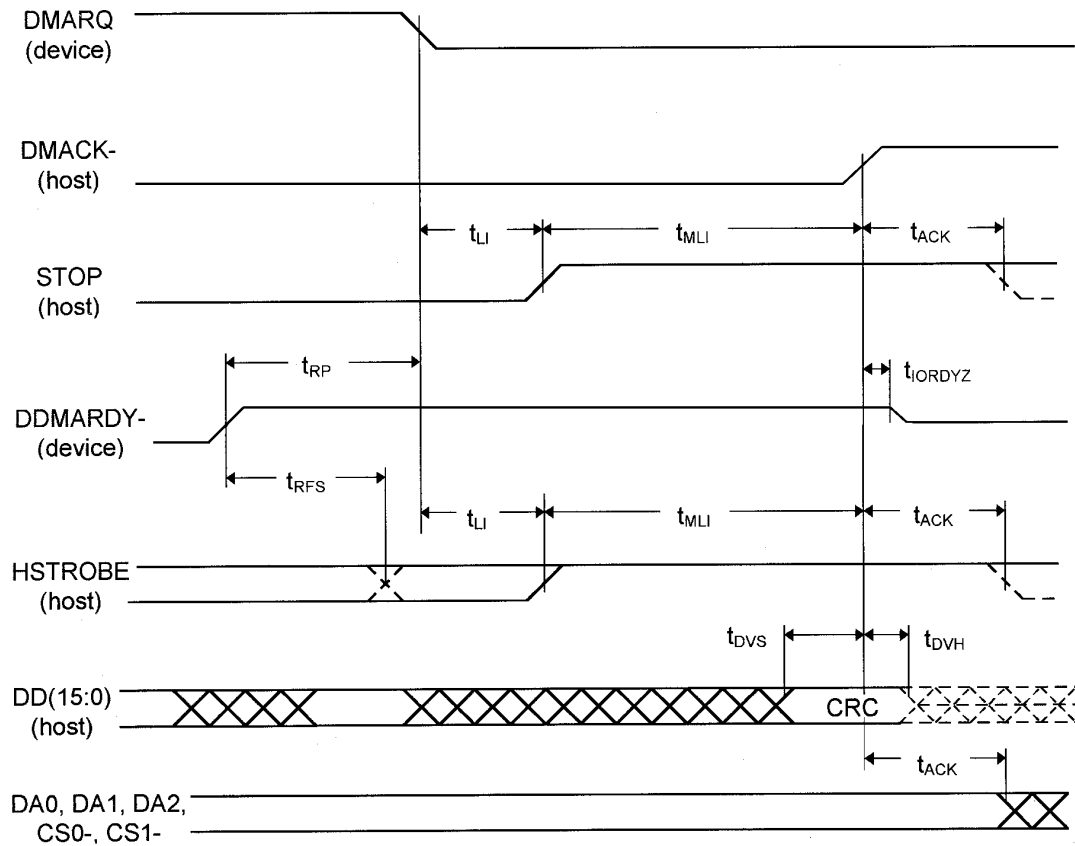 DMARQ
(device)
DMACK-
(host)
tLI
tMLI
tACK
STOP
(host)
tRP
tIORDYZ
DDMARDY-
(device)
tRFS
tLI
tMLI
tACK
HSTROBE
(host)
tDVS
tDVH
DD(15:0)
(host)
CRC
tACK
DA0, DA1, DA2,
CS0-, CS1-